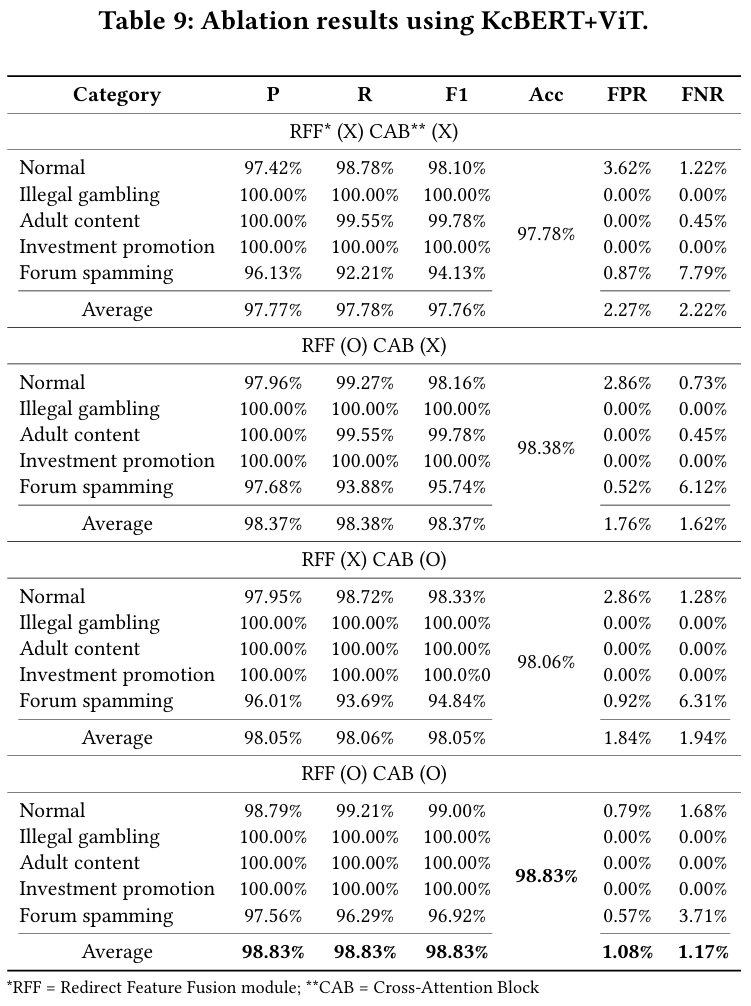 Table 9: Ablation results using KcBERT+ViT.
Category P R F1 Acc FPR FNR
RFF* (X) CAB** (X)
Normal 97.42% 98.78% 98.10% 3.62% 1.22%
Illegal gambling 100.00% 100.00% 100.00% 0.00% 0.00%
Adult content 100.00% 99.55% 99.78% 0.00% 0.45%
97.78%
Investment promotion 100.00% 100.00% 100.00% 0.00% 0.00%
Forum spamming 96.13% 92.21% 94.13% 0.87% 7.79%
Average 97.77% 97.78% 97.76% 2.27% 2.22%
RFF (O) CAB (X)
Normal 97.96% 99.27% 98.16% 2.86% 0.73%
Illegal gambling 100.00% 100.00% 100.00% 0.00% 0.00%
Adult content 100.00% 99.55% 99.78% 0.00% 0.45%
98.38%
Investment promotion 100.00% 100.00% 100.00% 0.00% 0.00%
Forum spamming 97.68% 93.88% 95.74% 0.52% 6.12%
Average 98.37% 98.38% 98.37% 1.76% 1.62%
RFF (X) CAB (O)
Normal 97.95% 98.72% 98.33% 2.86% 1.28%
Illegal gambling 100.00% 100.00% 100.00% 0.00% 0.00%
Adult content 100.00% 100.00% 100.00% 0.00% 0.00%
98.06%
Investment promotion 100.00% 100.00% 100.0%0 0.00% 0.00%
Forum spamming 96.01% 93.69% 94.84% 0.92% 6.31%
Average 98.05% 98.06% 98.05% 1.84% 1.94%
RFF (O) CAB (O)
Normal 98.79% 99.21% 99.00% 0.79% 1.68%
Illegal gambling 100.00% 100.00% 100.00% 0.00% 0.00%
Adult content 100.00% 100.00% 100.00% 0.00% 0.00%
98.83%
Investment promotion 100.00% 100.00% 100.00% 0.00% 0.00%
Forum spamming 97.56% 96.29% 96.92% 0.57% 3.71%
Average 98.83% 98.83% 98.83% 1.08% 1.17%
*RFF = Redirect Feature Fusion module; **CAB = Cross-Attention Block